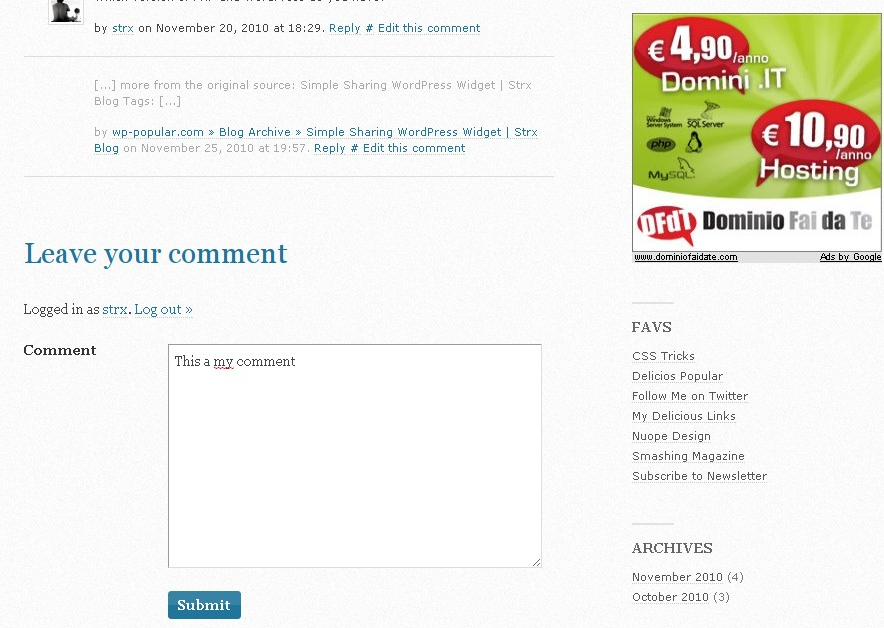 by strx on November 20, 2010 at 18:29. Reply # Edit this comment
[...] more from the original source: Simple Sharing WordPress Widget | Strx
Blog Tags: [...]
by wp-popular.com » Blog Archive » Simple Sharing WordPress Widget | Strx
Blog on November 25, 2010 at 19:57. Reply # Edit this comment
Leave your comment
Logged in as strx. Log out »
Comment
This a my comment
Submit
€ 4,90/anno
Domini .IT
Windows
Server System
SQL Server
php
MySQL
€ 10,90
/anno
Hosting
DFdT Dominio Fai da Te
www.dominiofaidate.com Ads by Google
FAVS
CSS Tricks
Delicios Popular
Follow Me on Twitter
My Delicious Links
Nuope Design
Smashing Magazine
Subscribe to Newsletter
ARCHIVES
November 2010 (4)
October 2010 (3)